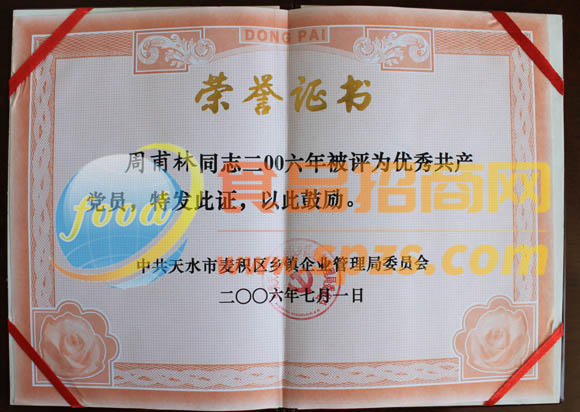 DONG PAI
荣誉证书
周甫林同志二00六年被评为优秀共产
党员，特发此证，以此鼓励。
food
食品招商网
www.spzs.com
中共天水市麦积区乡镇企业管理局委员会
二〇〇六年七月一日